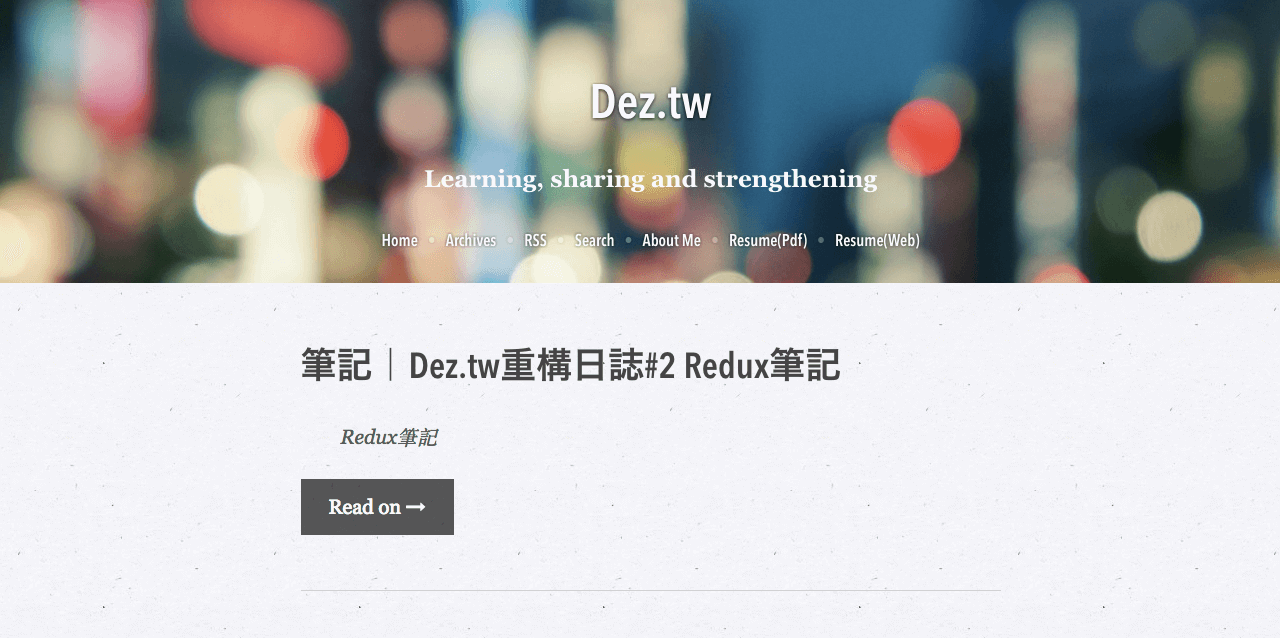 Dez.tw
Learning, sharing and strengthening
Home • Archives • RSS • Search • About Me • Resume(Pdf) • Resume(Web)
筆記｜Dez.tw重構日誌#2 Redux筆記
Redux筆記
Read on →